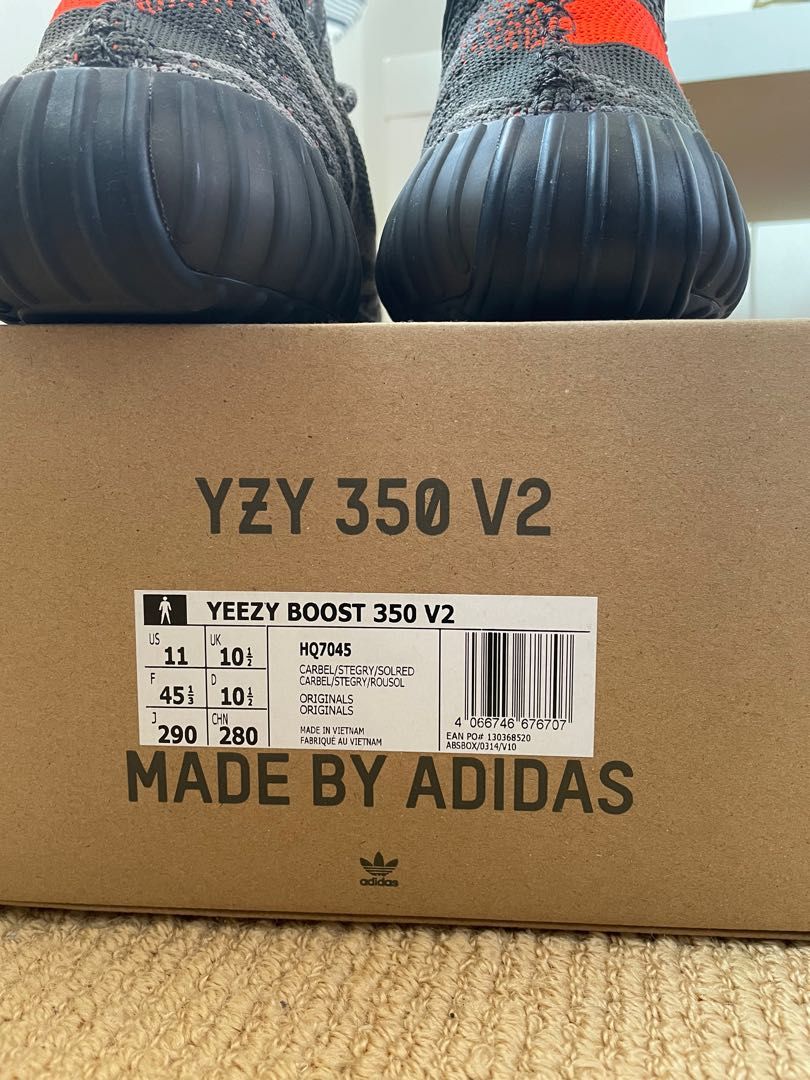 YZY 350 V2
YEEZY BOOST 350 V2
US 11 UK 10½
F 45⅓ D 10½
J 290 CHN 280
HQ7045
CARBEL/STEGRY/SOLRED
CARBEL/STEGRY/ROUSOL
ORIGINALS
ORIGINALS
MADE IN VIETNAM
FABRIQUÉ AU VIETNAM
4 066746 676707
EAN PO# 130368520
ABSBOX/0314/V10
MADE BY ADIDAS
adidas